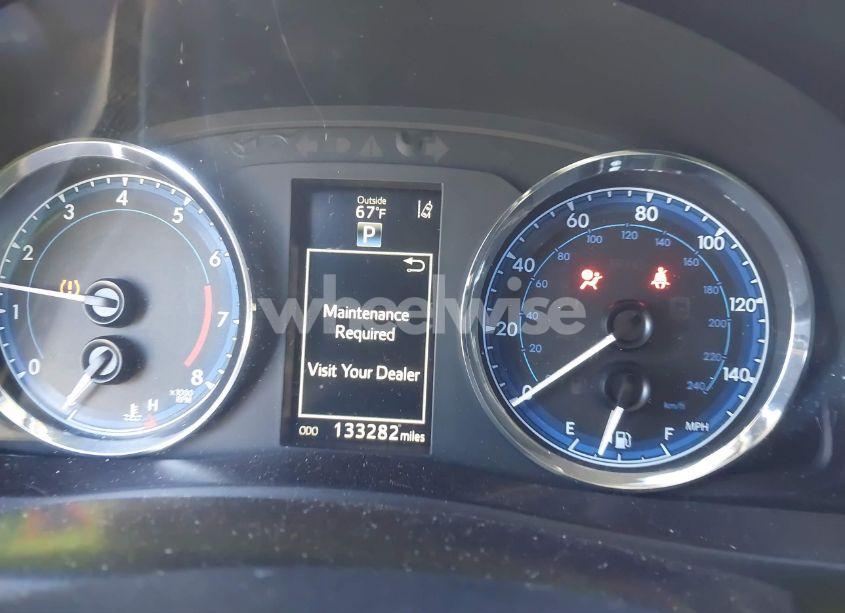 Outside
67°F
P
Maintenance
Required
Visit Your Dealer
ODO 133282 miles
0
1
2
3
4
5
6
7
8
x1000
RPM
H
0
20
40
60
80
100
120
140
MPH
20
40
60
80
100
120
140
160
180
200
220
240
km/h
E
F
wheelwise